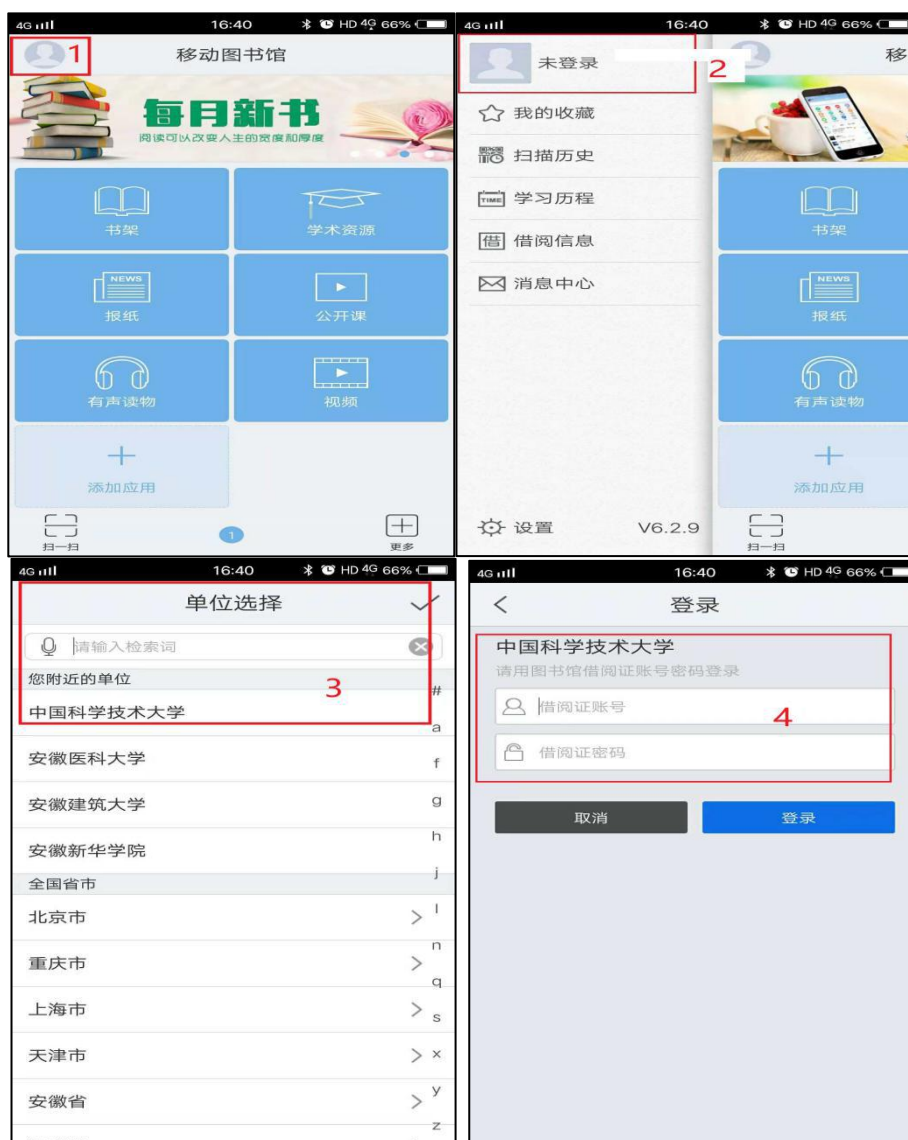 4G 16:40 HD 4G 66%
1 移动图书馆
每月新书
阅读可以改变人生的宽度和厚度
书架 学术资源
NEWS
报纸 公开课
有声读物 视频
添加应用
扫一扫 1 更多
4G 16:40 HD 4G 66%
未登录 2 移
我的收藏
扫描历史
TIME 学习历程
借 借阅信息
消息中心
书架
NEWS
报纸
有声读物
添加应用
设置 V6.2.9
扫一扫
4G 16:40 HD 4G 66%
单位选择
请输入检索词
您附近的单位 3 #
中国科学技术大学 a
安徽医科大学 f
安徽建筑大学 g
h
安徽新华学院
全国省市 j
北京市 l
n
重庆市
q
上海市 s
天津市 x
安徽省 y
z
4G 16:40 HD 4G 66%
登录
中国科学技术大学
请用图书馆借阅证账号密码登录
借阅证账号 4
借阅证密码
取消 登录